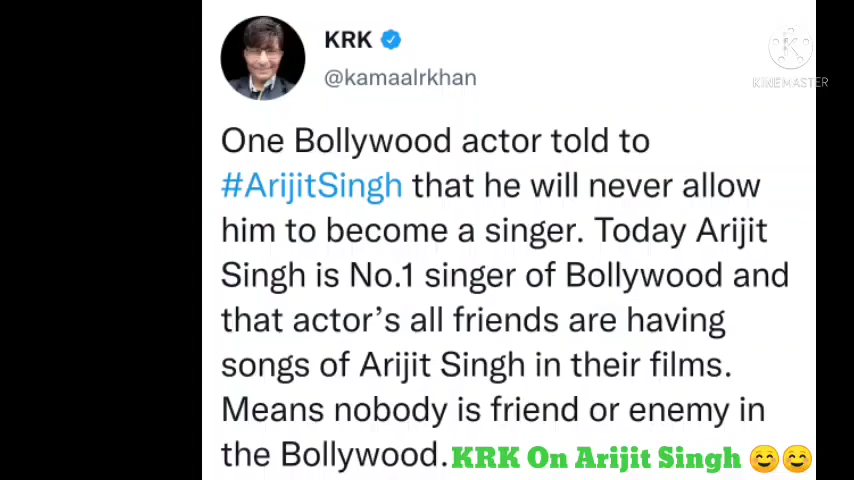 KRK
@kamaalrkhan
KINEMASTER
One Bollywood actor told to
#ArijitSingh that he will never allow
him to become a singer. Today Arijit
Singh is No.1 singer of Bollywood and
that actor’s all friends are having
songs of Arijit Singh in their films.
Means nobody is friend or enemy in
the Bollywood. KRK On Arijit Singh 😊😊